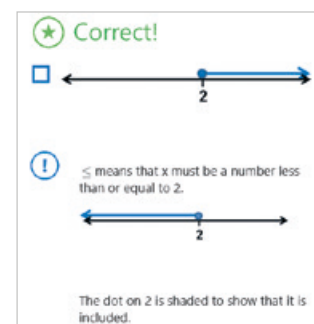 Correct!
2
≤ means that x must be a number less
than or equal to 2.
2
The dot on 2 is shaded to show that it is
included.